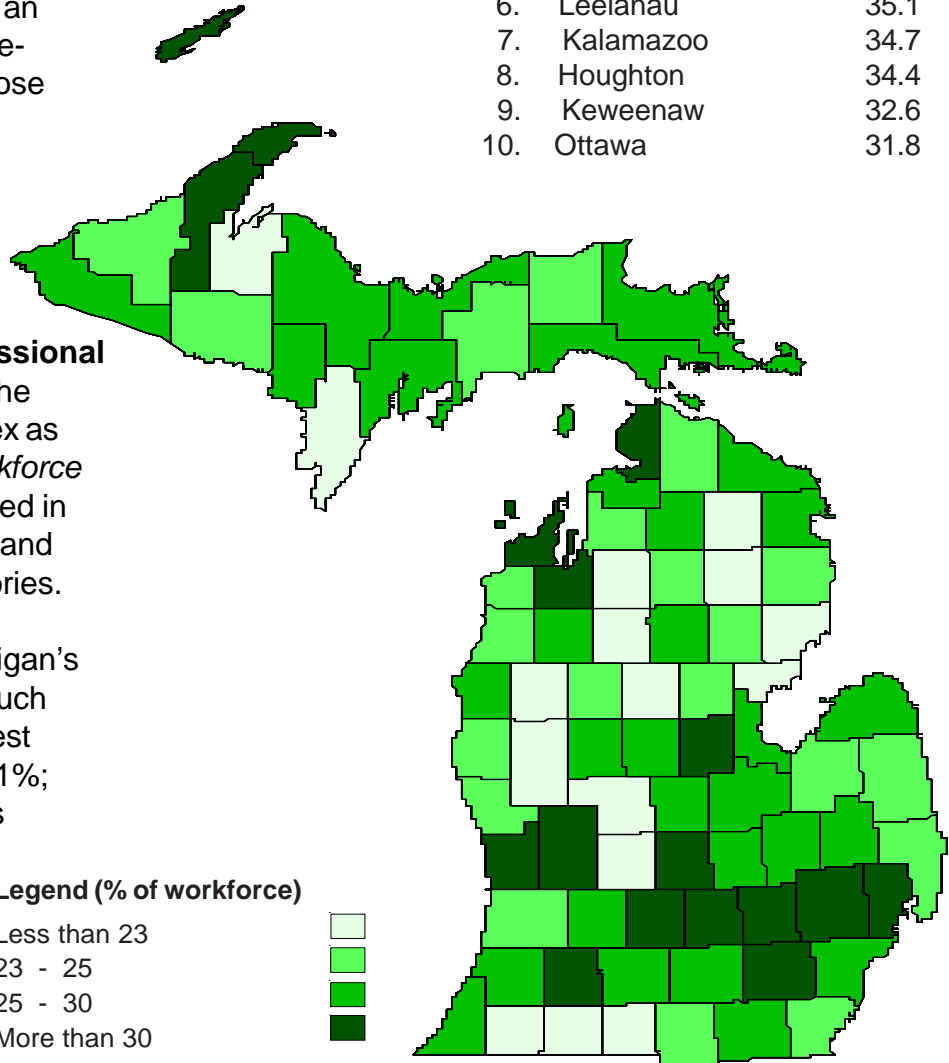 an
e-
ose
6. Leelanau 35.1
7. Kalamazoo 34.7
8. Houghton 34.4
9. Keweenaw 32.6
10. Ottawa 31.8
ssional
he
ex as
kforce
ed in
and
ories.
igan's
uch
est
1%;
s
Legend (% of workforce)
Less than 23
23 - 25
25 - 30
More than 30